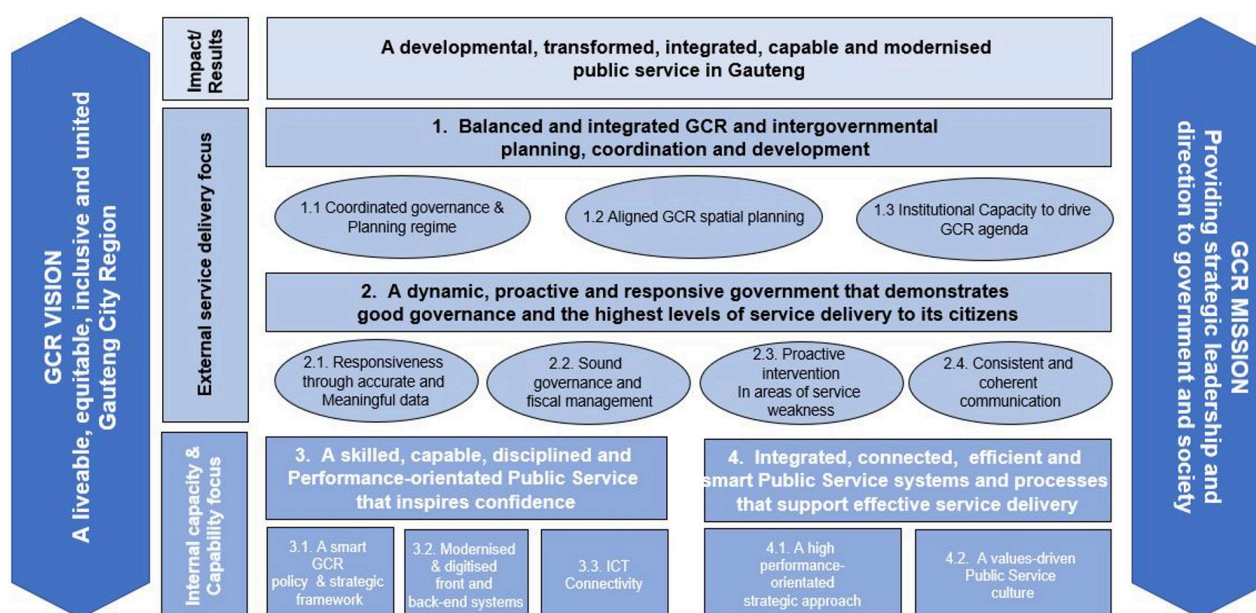 GCR VISION
A liveable, equitable, inclusive and united
Gauteng City Region
Impact/
Results
A developmental, transformed, integrated, capable and modernised
public service in Gauteng
External service delivery focus
1. Balanced and integrated GCR and intergovernmental
planning, coordination and development
1.1 Coordinated governance &
Planning regime
1.2 Aligned GCR spatial planning
1.3 Institutional Capacity to drive
GCR agenda
2. A dynamic, proactive and responsive government that demonstrates
good governance and the highest levels of service delivery to its citizens
2.1. Responsiveness
through accurate and
Meaningful data
2.2. Sound
governance and
fiscal management
2.3. Proactive
intervention
In areas of service
weakness
2.4. Consistent and
coherent
communication
Internal capacity &
Capability focus
3. A skilled, capable, disciplined and
Performance-orientated Public Service
that inspires confidence
4. Integrated, connected, efficient and
smart Public Service systems and processes
that support effective service delivery
3.1. A smart
GCR
policy & strategic
framework
3.2. Modernised
& digitised
front and
back-end systems
3.3. ICT
Connectivity
4.1. A high
performance-
orientated
strategic approach
4.2. A values-driven
Public Service
culture
GCR MISSION
Providing strategic leadership and
direction to government and society